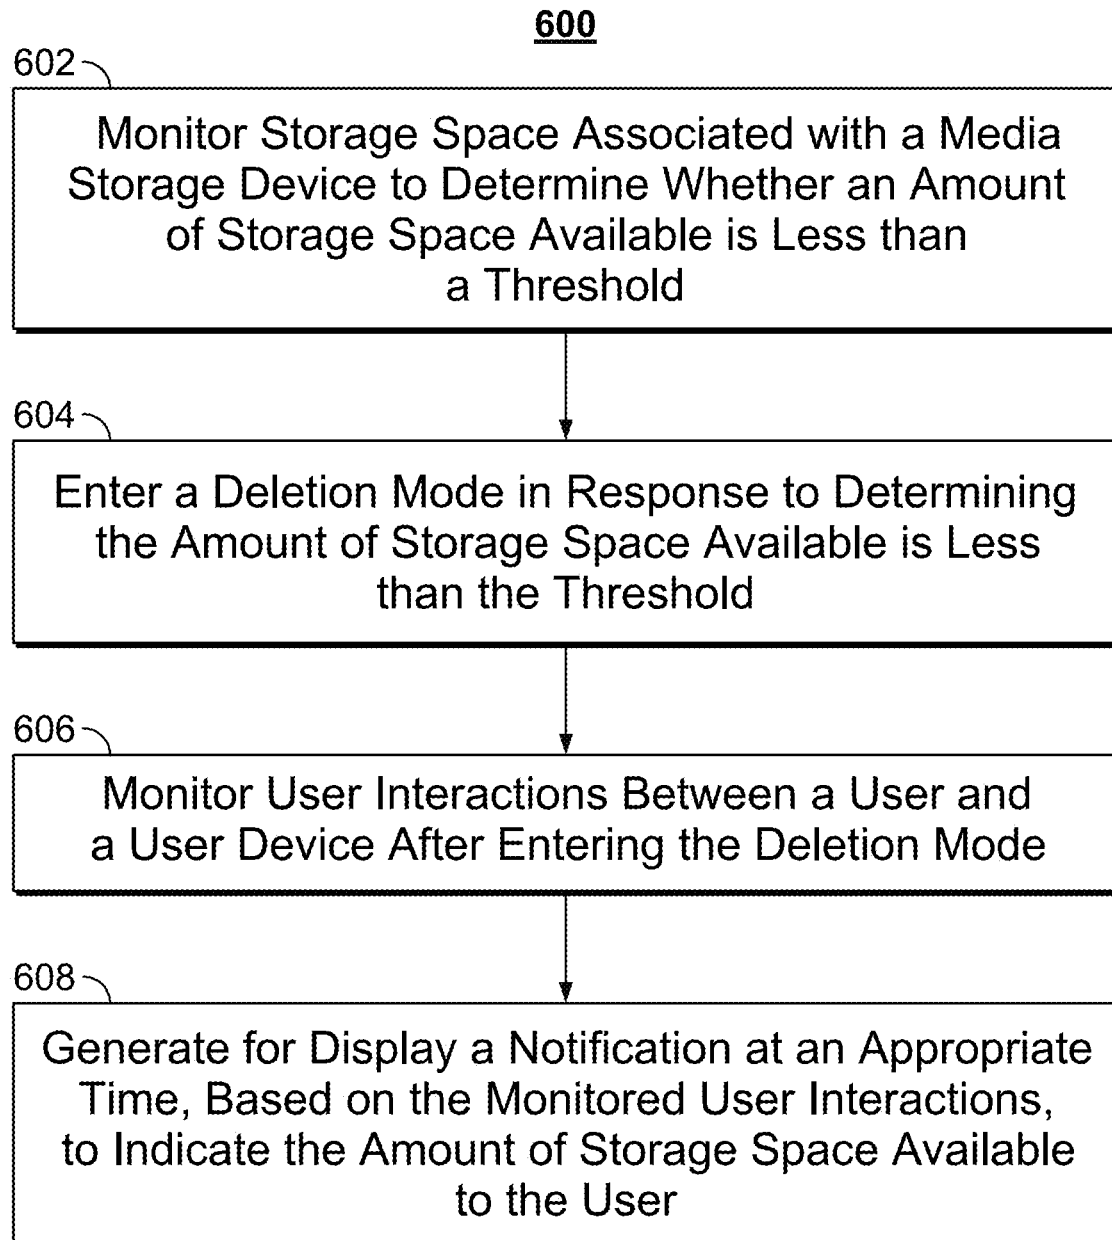 600
602
Monitor Storage Space Associated with a Media
Storage Device to Determine Whether an Amount
of Storage Space Available is Less than
a Threshold
604
Enter a Deletion Mode in Response to Determining
the Amount of Storage Space Available is Less
than the Threshold
606
Monitor User Interactions Between a User and
a User Device After Entering the Deletion Mode
608
Generate for Display a Notification at an Appropriate
Time, Based on the Monitored User Interactions,
to Indicate the Amount of Storage Space Available
to the User